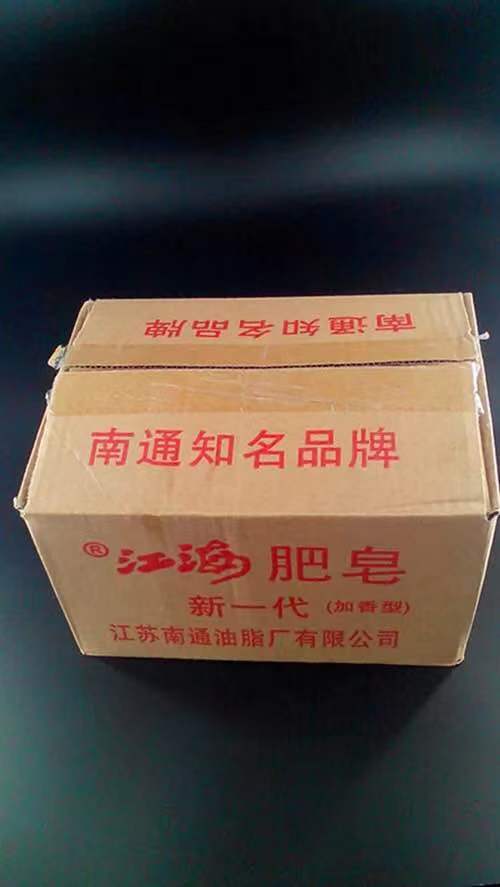 南通知名品牌
南通知名品牌
®江海 肥皂
新一代 (加香型)
江苏南通油脂厂有限公司